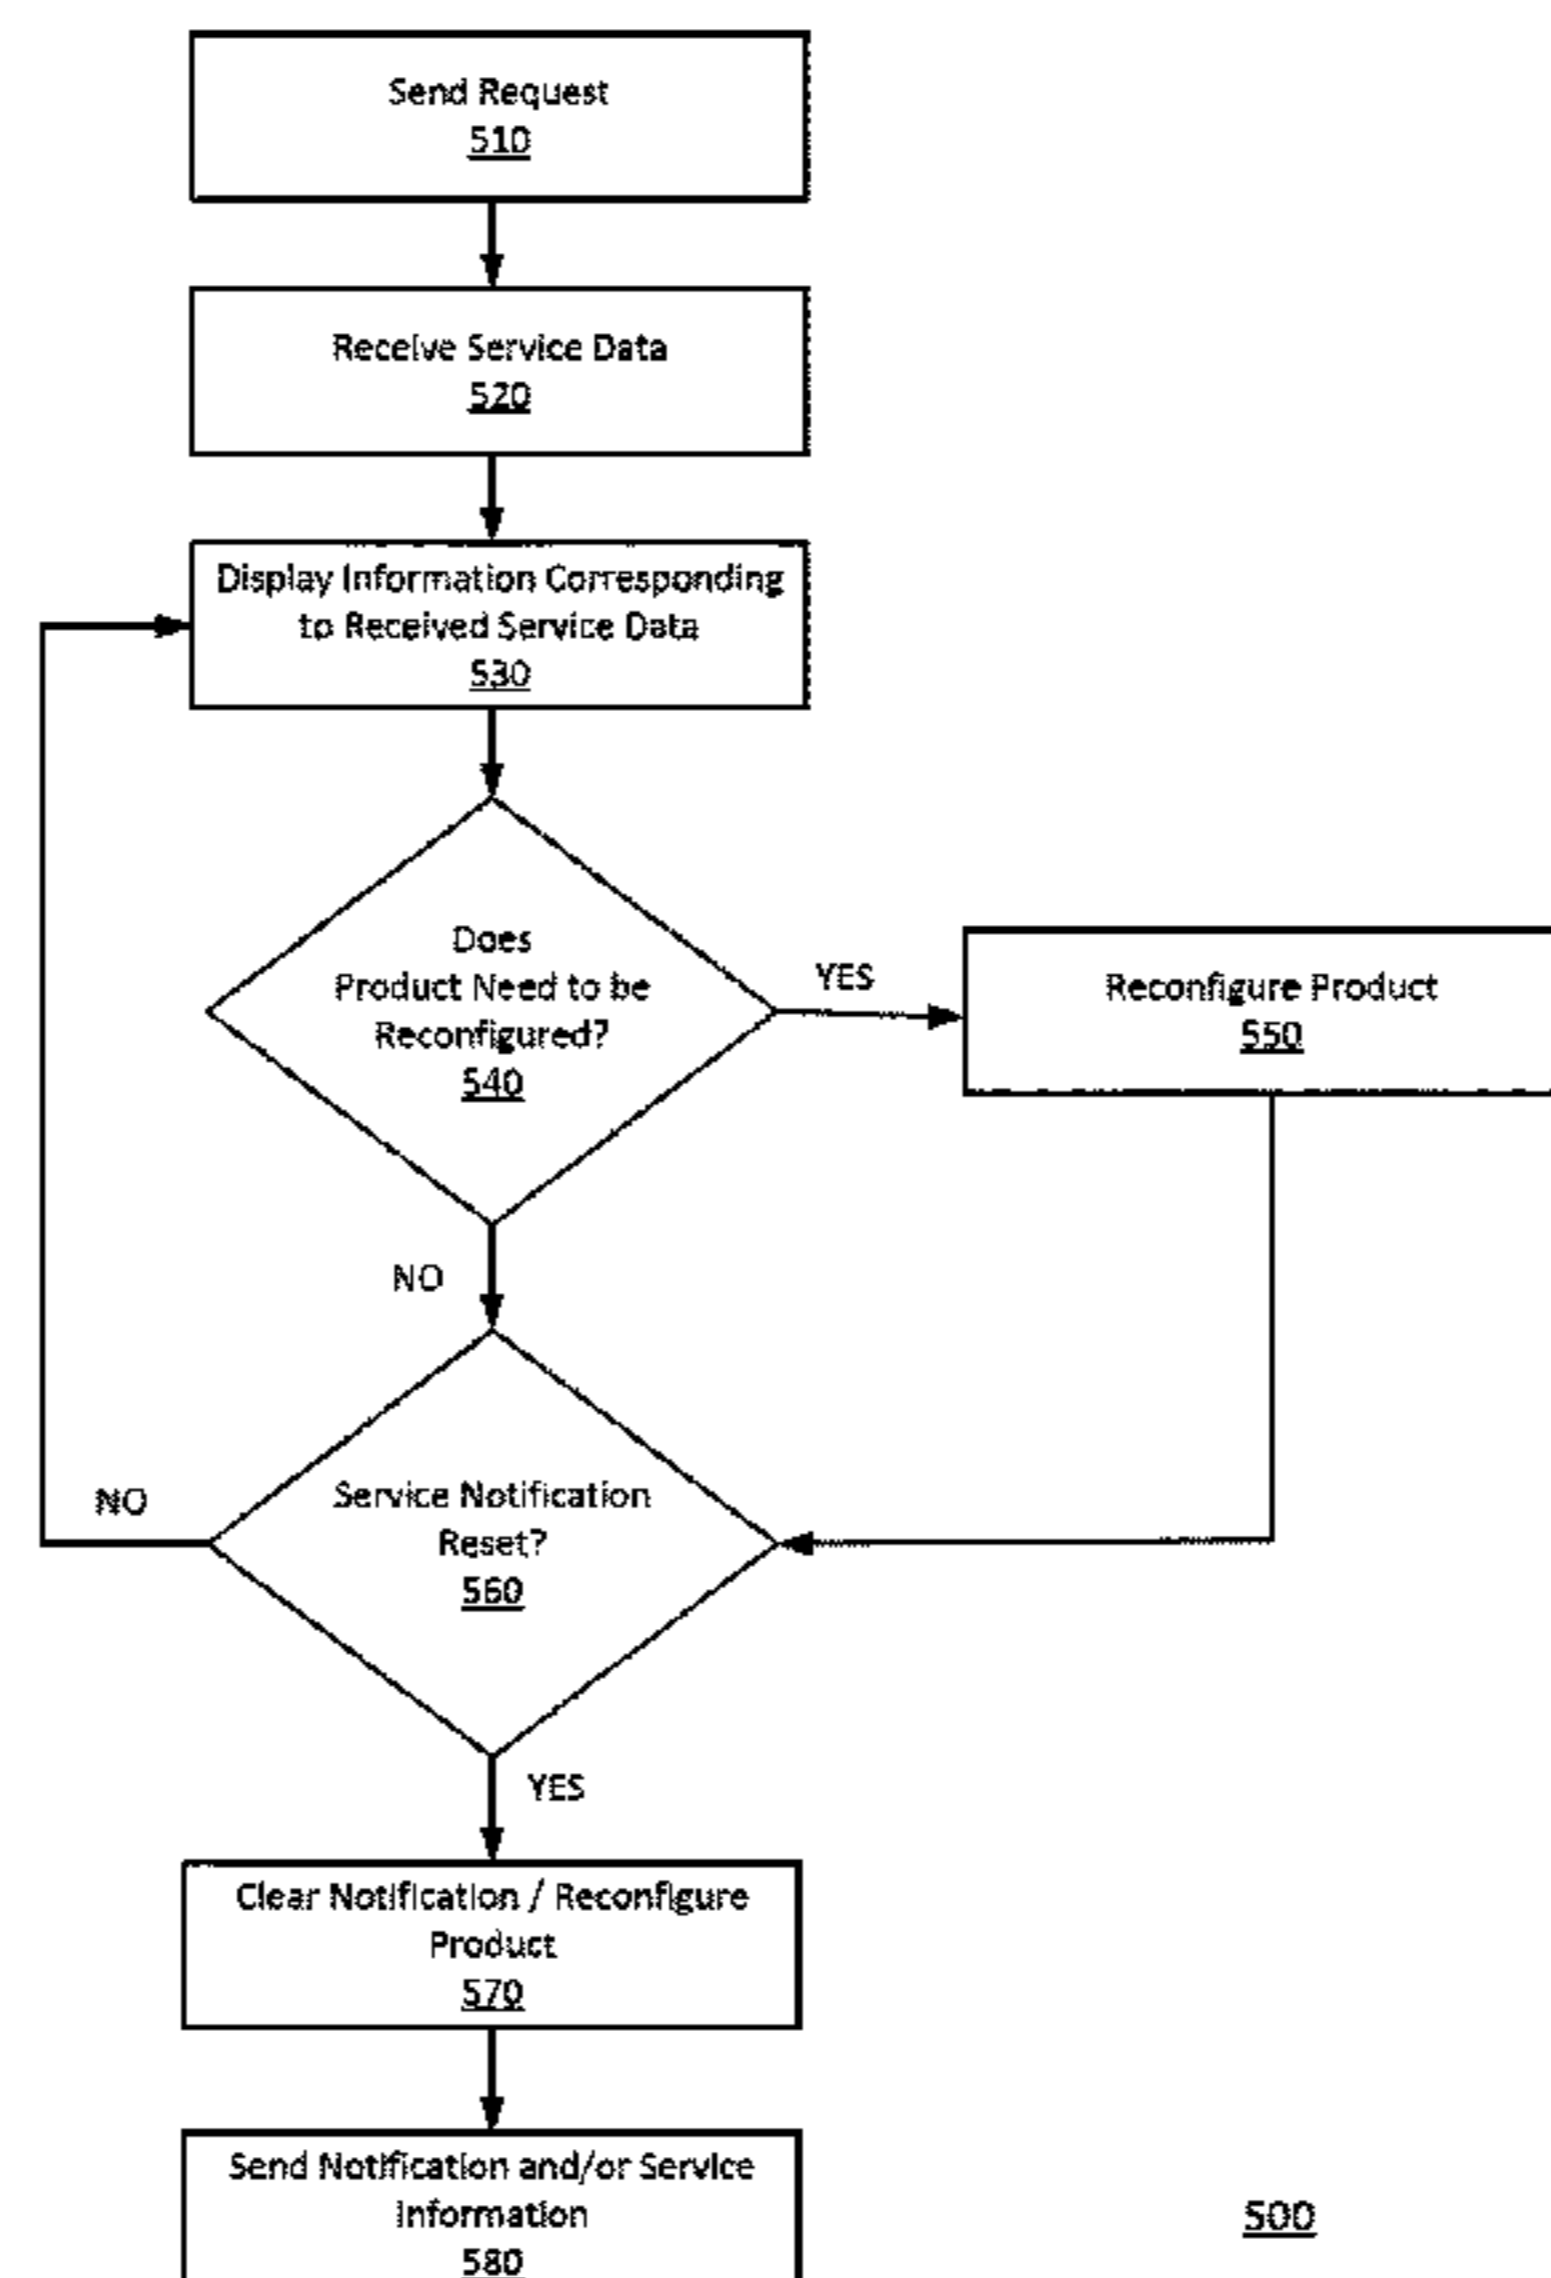 Send Request
510
Receive Service Data
520
Display Information Corresponding
to Received Service Data
530
Does
Product Need to be
Reconfigured?
540
YES
Reconfigure Product
550
NO
Service Notification
Reset?
560
NO
YES
Clear Notification / Reconfigure
Product
570
Send Notification and/or Service
Information
580
500